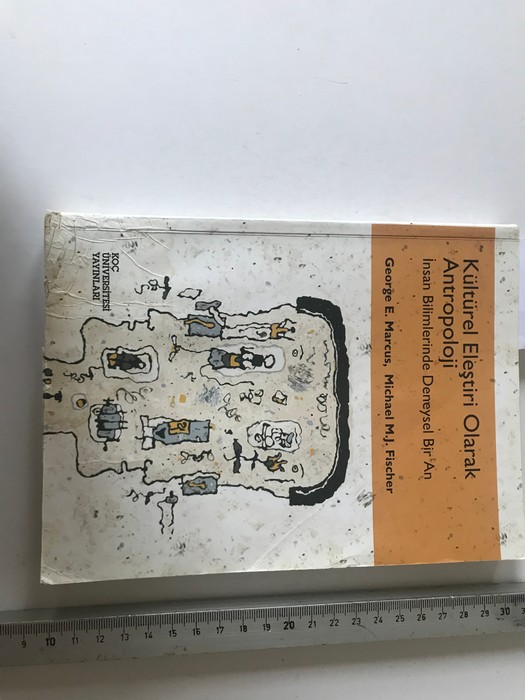 Kültürel Eleştiri Olarak
Antropoloji
İnsan Bilimlerinde Deneysel Bir An
George E. Marcus, Michael M.J. Fischer
KOÇ
ÜNİVERSİTESİ
YAYINLARI
9 10 11 12 13 14 15 16 17 18 19 20 21 22 23 24 25 26 27 28 29 30